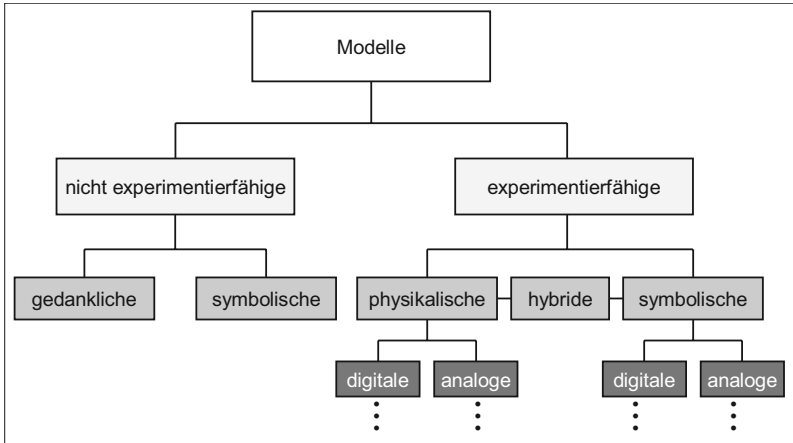 Modelle
nicht experimentierfähige
experimentierfähige
gedankliche
symbolische
physikalische
hybride
symbolische
digitale
analoge
digitale
analoge